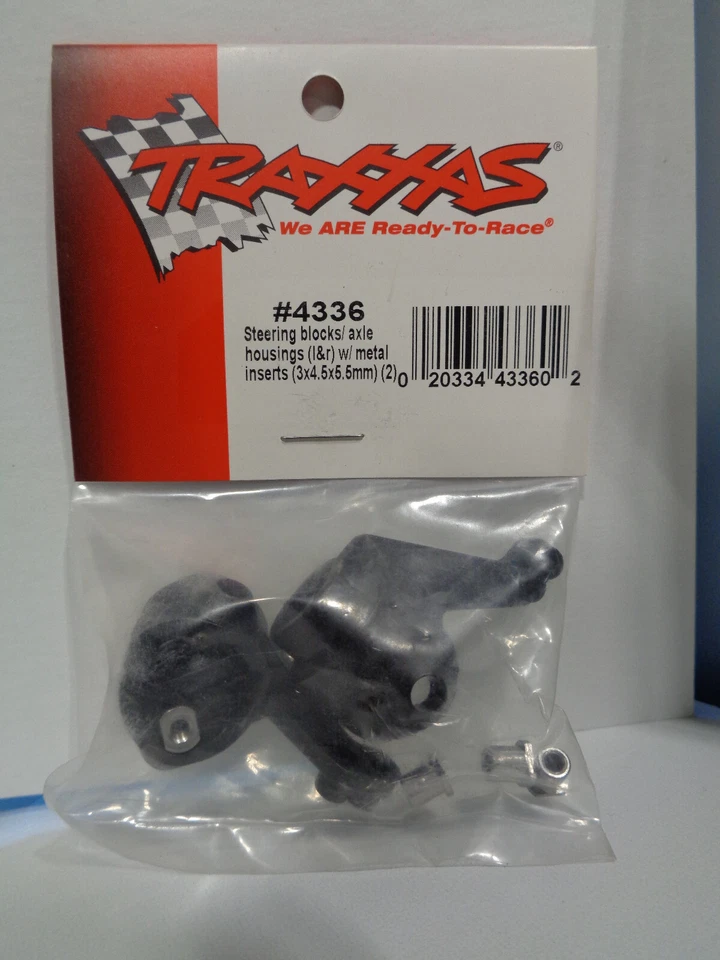 TRAXXAS®
We ARE Ready-To-Race®
#4336
Steering blocks/ axle
housings (l&r) w/ metal
inserts (3x4.5x5.5mm) (2)
0 20334 43360 2